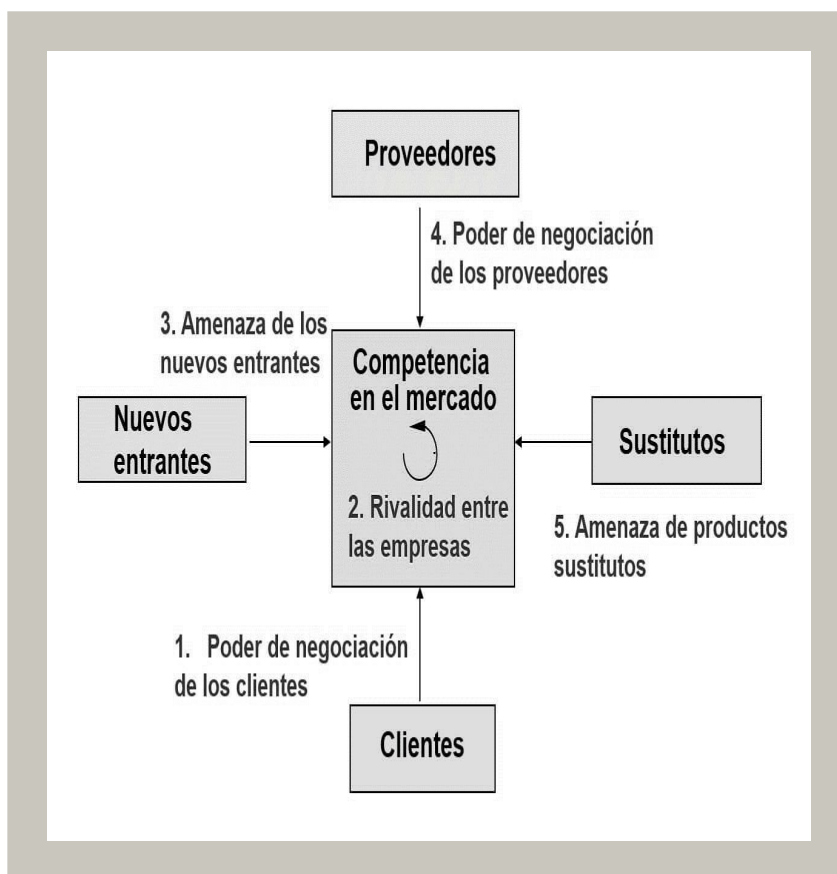 Proveedores
4. Poder de negociación
de los proveedores
3. Amenaza de los
nuevos entrantes
Competencia
en el mercado
Nuevos
entrantes
Sustitutos
2. Rivalidad entre
las empresas
5. Amenaza de productos
sustitutos
1. Poder de negociación
de los clientes
Clientes